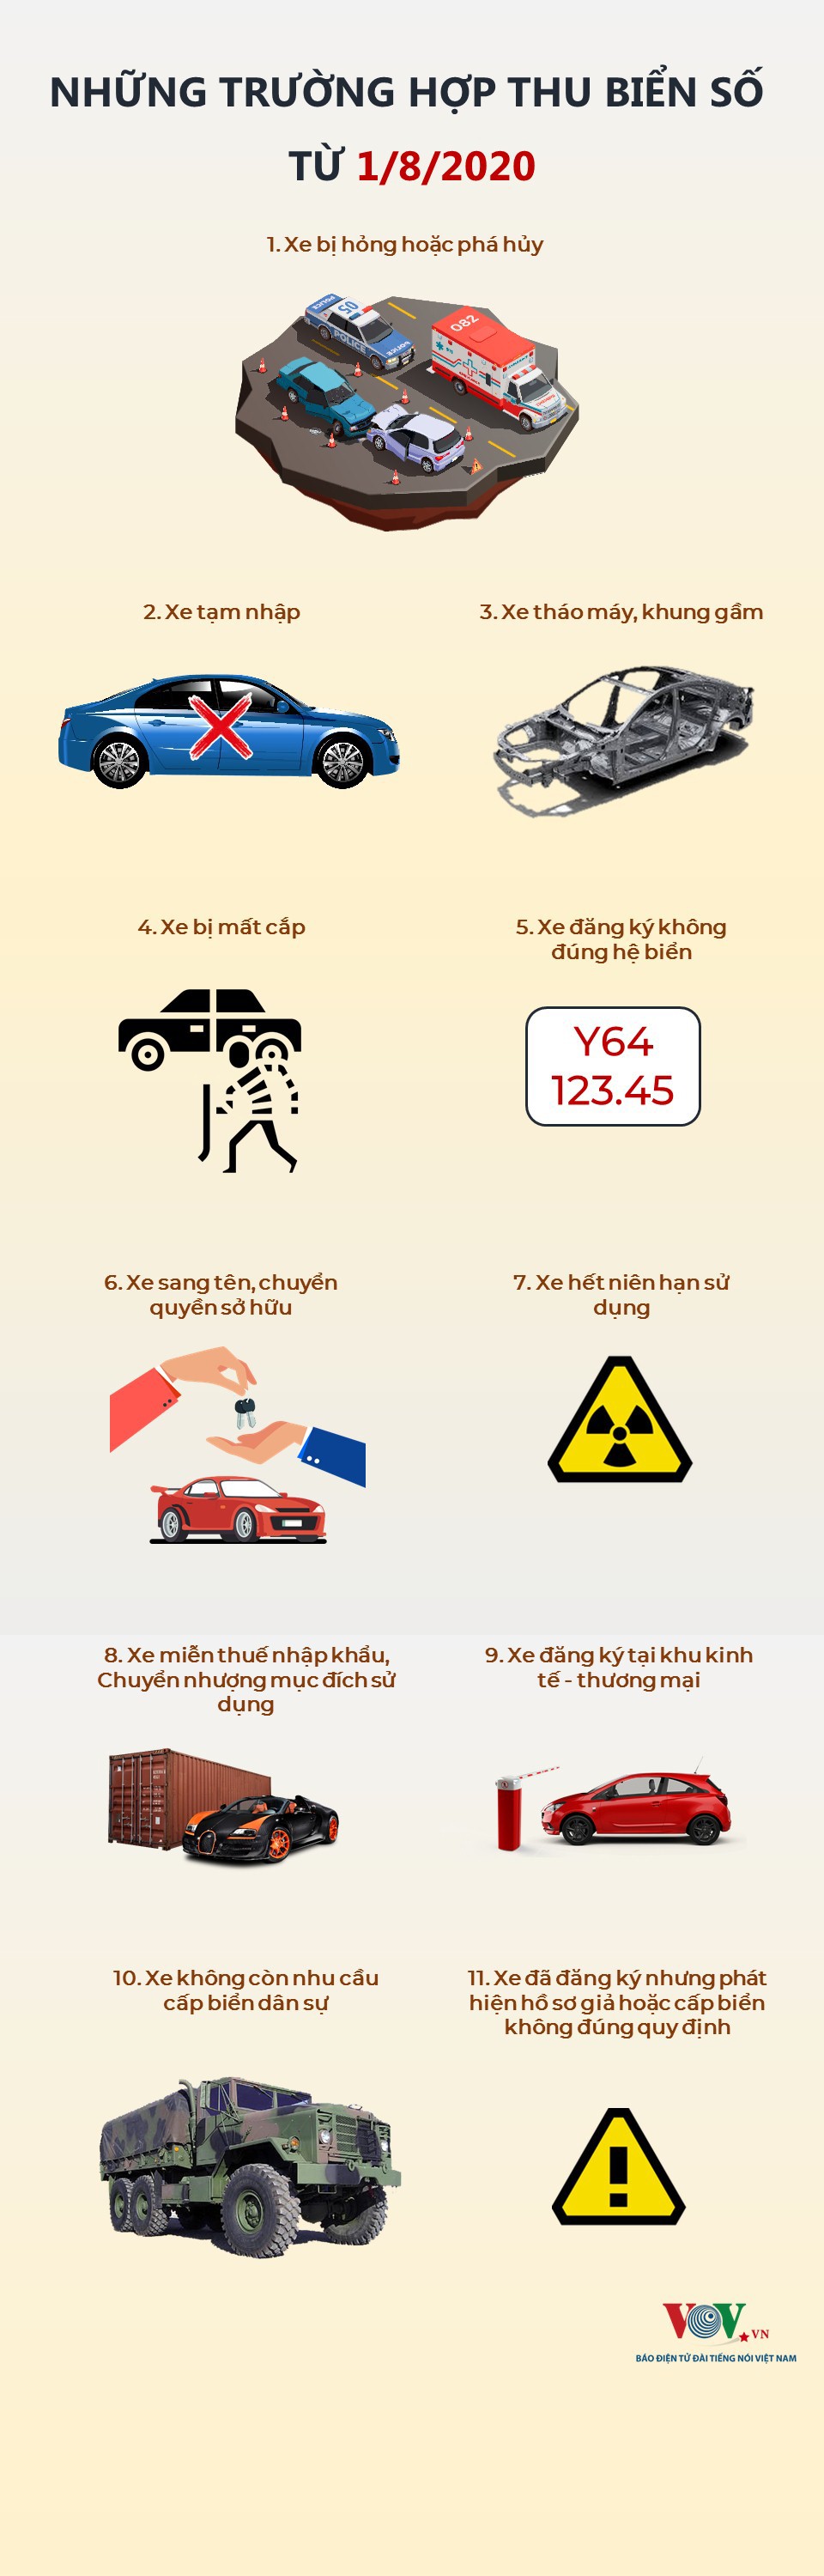 NHỮNG TRƯỜNG HỢP THU BIỂN SỐ
TỪ 1/8/2020
1. Xe bị hỏng hoặc phá hủy
POLICE
05
POLICE
POLICE
082
2. Xe tạm nhập
3. Xe tháo máy, khung gầm
4. Xe bị mất cắp
5. Xe đăng ký không
đúng hệ biển
Y64
123.45
6. Xe sang tên, chuyển
quyền sở hữu
7. Xe hết niên hạn sử
dụng
8. Xe miễn thuế nhập khẩu,
Chuyển nhượng mục đích sử
dụng
9. Xe đăng ký tại khu kinh
tế - thương mại
10. Xe không còn nhu cầu
cấp biển dân sự
11. Xe đã đăng ký nhưng phát
hiện hồ sơ giả hoặc cấp biển
không đúng quy định
VOV.VN
BÁO ĐIỆN TỬ ĐÀI TIẾNG NÓI VIỆT NAM